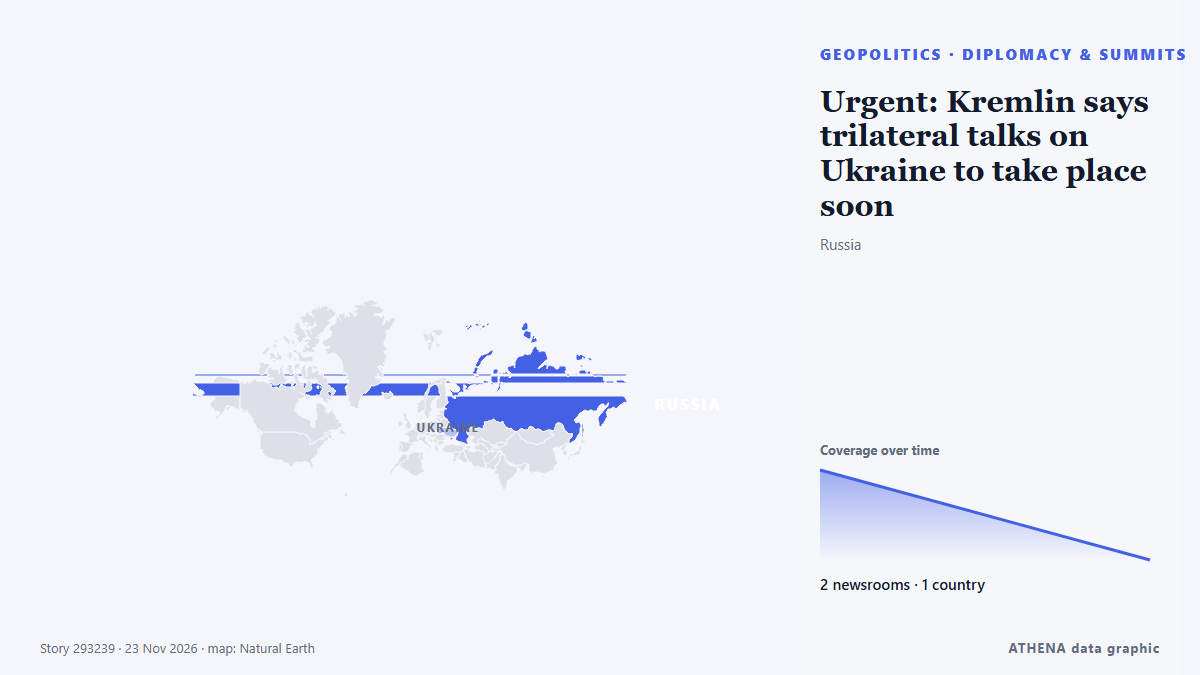 GEOPOLITICS · DIPLOMACY & SUMMITS
Urgent: Kremlin says
trilateral talks on
Ukraine to take place
soon
Russia
RUSSIA
UKRAINE
Coverage over time
2 newsrooms · 1 country
Story 293239 · 23 Nov 2026 · map: Natural Earth
ATHENA data graphic